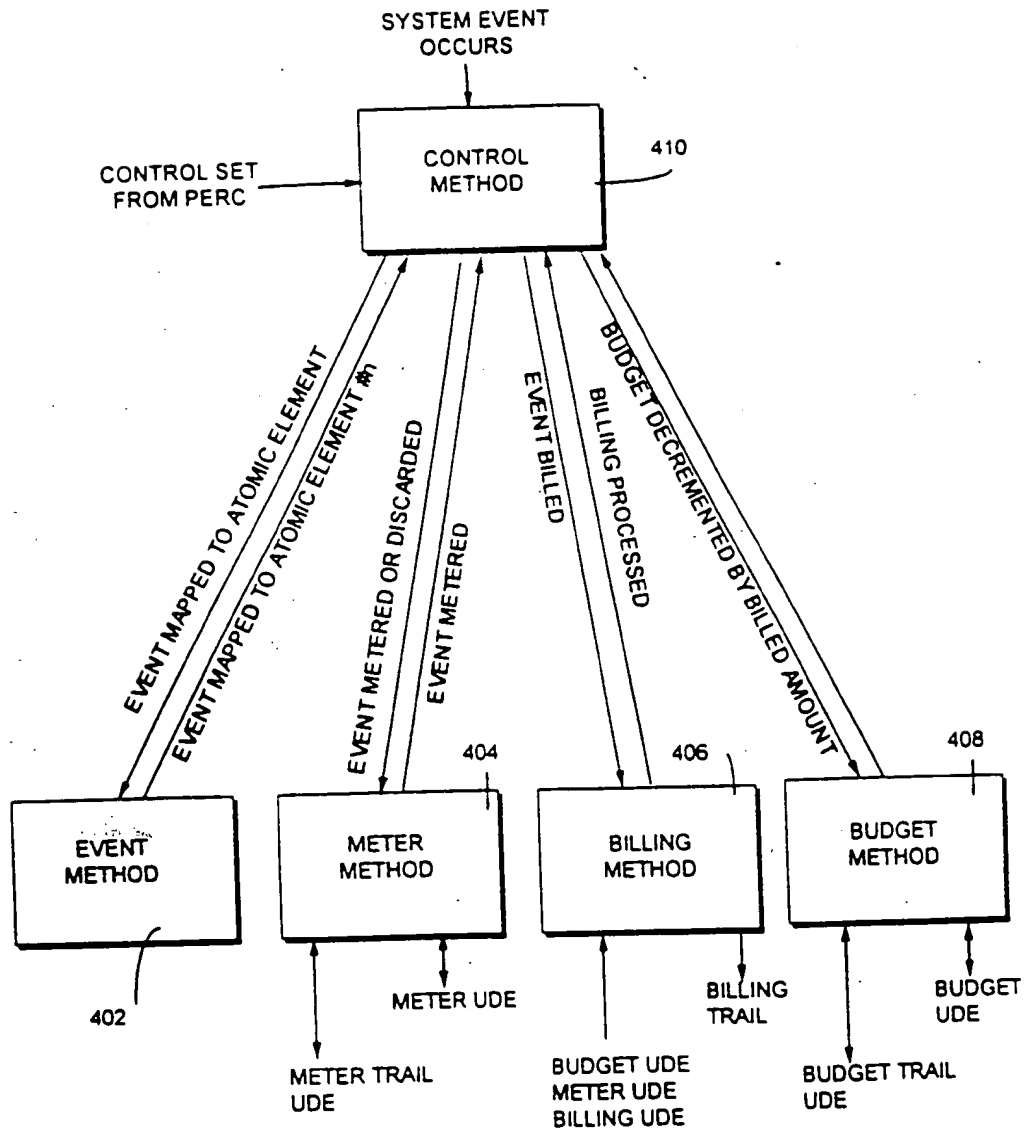 SYSTEM EVENT
OCCURS
CONTROL
METHOD
410
CONTROL SET
FROM PERC
EVENT MAPPED TO ATOMIC ELEMENT
EVENT MAPPED TO ATOMIC ELEMENT
EVENT METERED OR DISCARDED
EVENT METERED
EVENT BILLED
BILLING PROCESSED
BUDGET DECREMENTED BY BILLED AMOUNT
404
406
408
EVENT
METHOD
METER
METHOD
BILLING
METHOD
BUDGET
METHOD
402
METER UDE
METER TRAIL
UDE
BUDGET UDE
METER UDE
BILLING UDE
BILLING
TRAIL
BUDGET
UDE
BUDGET TRAIL
UDE